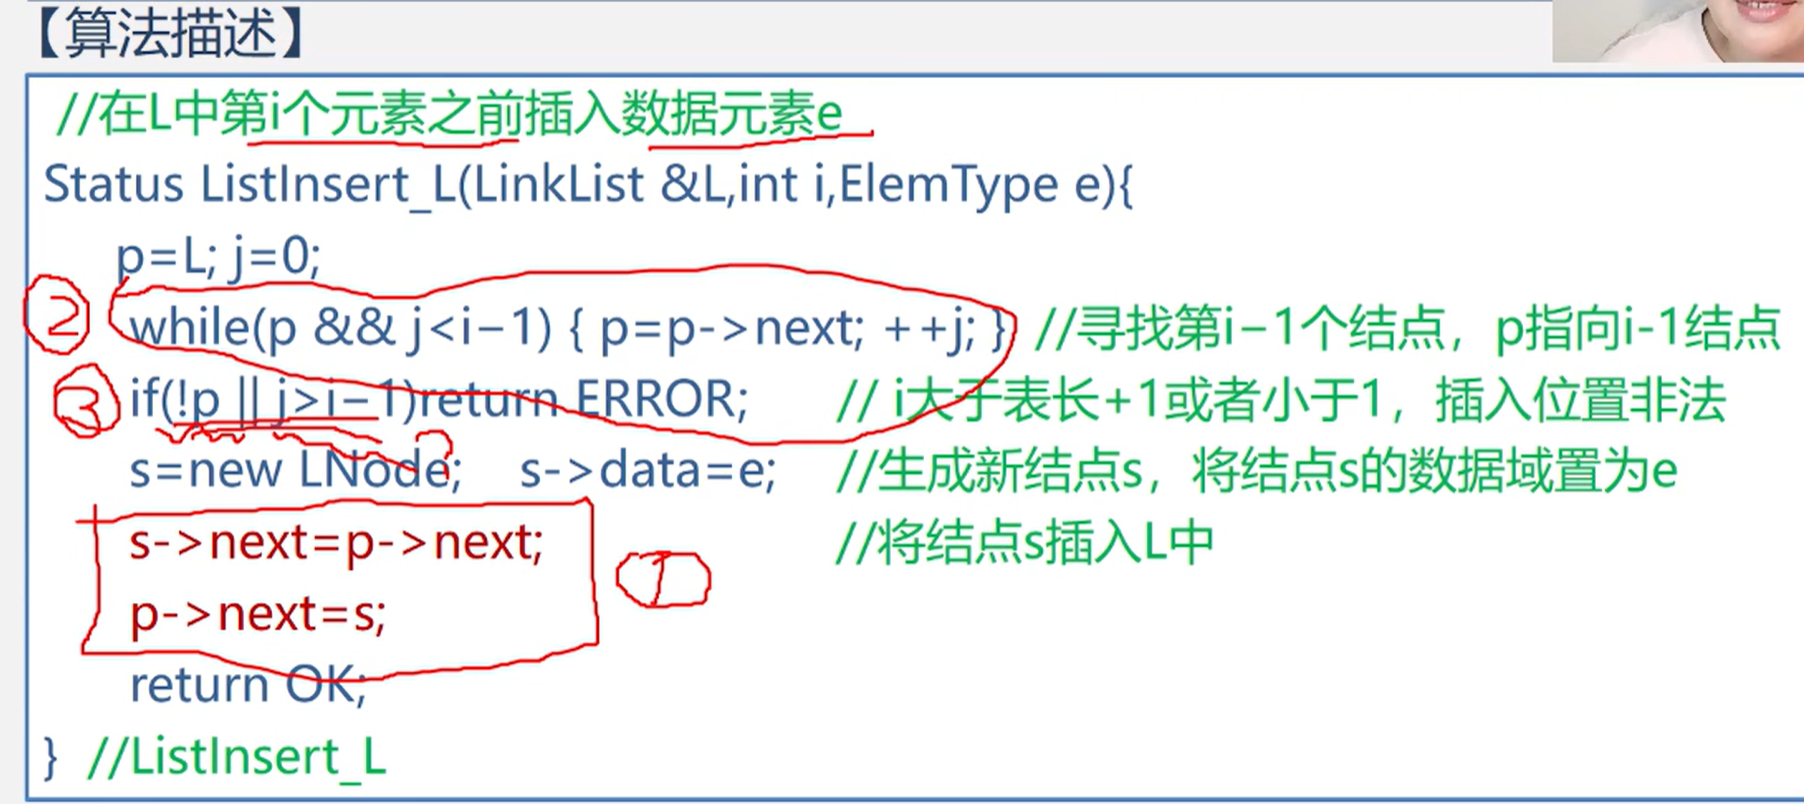 【算法描述】
//在L中第i个元素之前插入数据元素e
Status ListInsert_L(LinkList &L,int i,ElemType e){
p=L; j=0;
② while(p && j<i−1) { p=p->next; ++j; } //寻找第i−1个结点，p指向i-1结点
③ if(!p || j>i−1)return ERROR; // i大于表长+1或者小于1，插入位置非法
s=new LNode; s->data=e; //生成新结点s，将结点s的数据域置为e
s->next=p->next; //将结点s插入L中
①
p->next=s;
return OK;
} //ListInsert_L